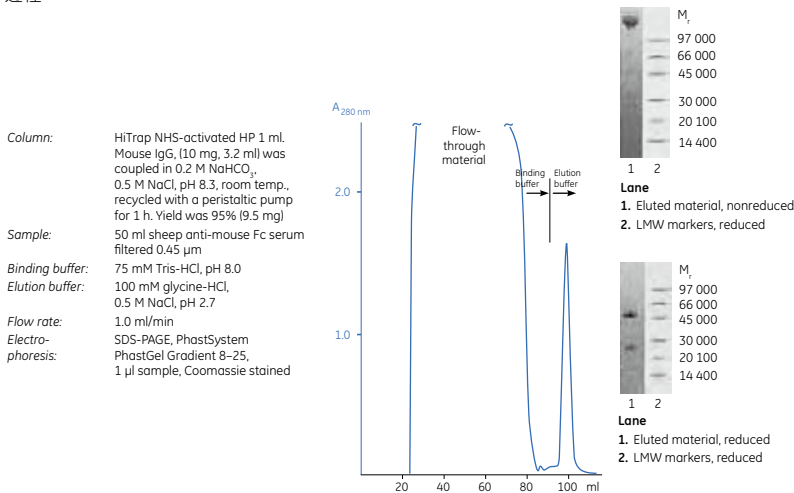 Column: HiTrap NHS-activated HP 1 ml.
Mouse IgG, (10 mg, 3.2 ml) was
coupled in 0.2 M NaHCO3,
0.5 M NaCl, pH 8.3, room temp.,
recycled with a peristaltic pump
for 1 h. Yield was 95% (9.5 mg)
Sample: 50 ml sheep anti-mouse Fc serum
filtered 0.45 µm
Binding buffer: 75 mM Tris-HCl, pH 8.0
Elution buffer: 100 mM glycine-HCl,
0.5 M NaCl, pH 2.7
Flow rate: 1.0 ml/min
Electro- SDS-PAGE, PhastSystem
phoresis: PhastGel Gradient 8–25,
1 µl sample, Coomassie stained
A280 nm
2.0
1.0
Flow-
through
material
Binding
buffer
Elution
buffer
20 40 60 80 100 ml
Mr
97 000
66 000
45 000
30 000
20 100
14 400
1 2
Lane
1. Eluted material, nonreduced
2. LMW markers, reduced
Mr
97 000
66 000
45 000
30 000
20 100
14 400
1 2
Lane
1. Eluted material, reduced
2. LMW markers, reduced